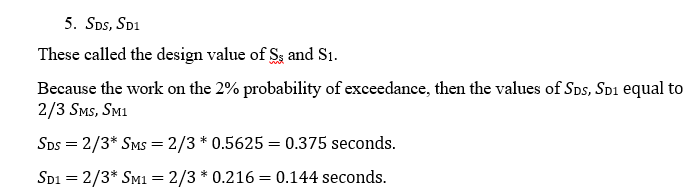 5. SDS, SD1
These called the design value of Ss and S1.
Because the work on the 2% probability of exceedance, then the values of SDS, SD1 equal to
2/3 SMS, SM1
SDS = 2/3* SMS = 2/3 * 0.5625 = 0.375 seconds.
SD1 = 2/3* SM1 = 2/3 * 0.216 = 0.144 seconds.